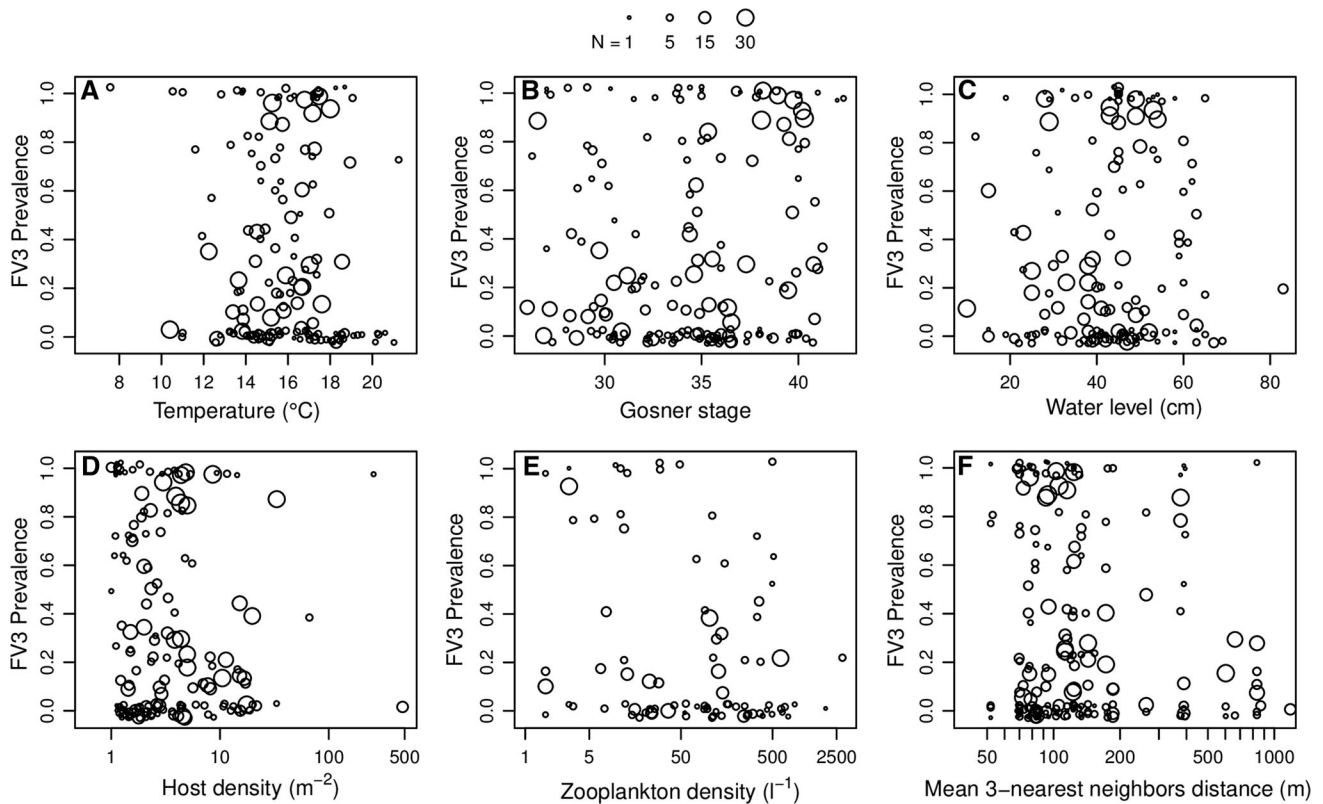 N = 1 5 15 30
A
FV3 Prevalence
0.0 0.2 0.4 0.6 0.8 1.0
8 10 12 14 16 18 20
Temperature (°C)
B
FV3 Prevalence
0.0 0.2 0.4 0.6 0.8 1.0
30 35 40
Gosner stage
C
FV3 Prevalence
0.0 0.2 0.4 0.6 0.8 1.0
20 40 60 80
Water level (cm)
D
FV3 Prevalence
0.0 0.2 0.4 0.6 0.8 1.0
1 10 100 500
Host density (m⁻²)
E
FV3 Prevalence
0.0 0.2 0.4 0.6 0.8 1.0
1 5 50 500 2500
Zooplankton density (l⁻¹)
F
FV3 Prevalence
0.0 0.2 0.4 0.6 0.8 1.0
50 100 200 500 1000
Mean 3−nearest neighbors distance (m)